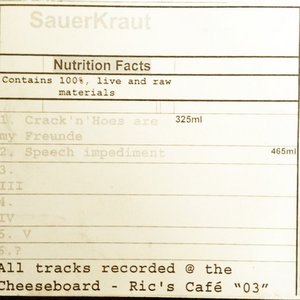 SauerKraut
Nutrition Facts
Contains 100%, live and raw
materials
1. Crack'n'Hoes are 325ml
my Freunde
2. Speech impediment 465ml
3.
III
4.
IV
5. V
6.?
All tracks recorded @ the
Cheeseboard - Ric's Café "03"